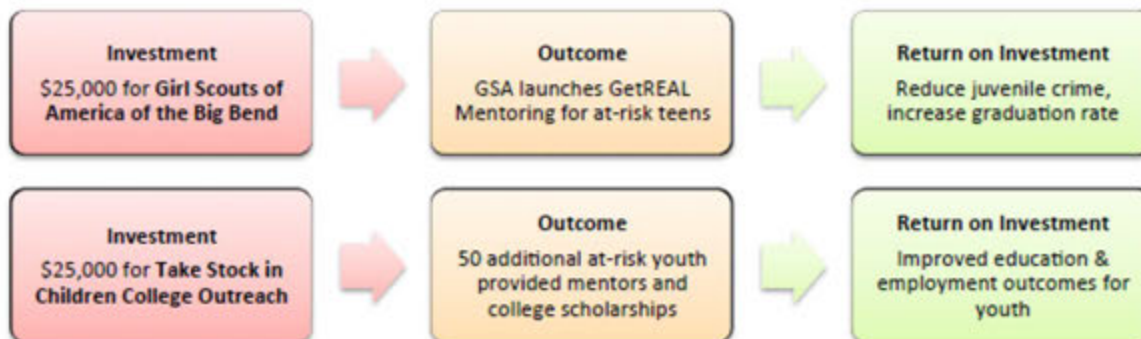 Investment
$25,000 for Girl Scouts of
America of the Big Bend
Outcome
GSA launches GetREAL
Mentoring for at-risk teens
Return on Investment
Reduce juvenile crime,
increase graduation rate
Investment
$25,000 for Take Stock in
Children College Outreach
Outcome
50 additional at-risk youth
provided mentors and
college scholarships
Return on Investment
Improved education &
employment outcomes for
youth